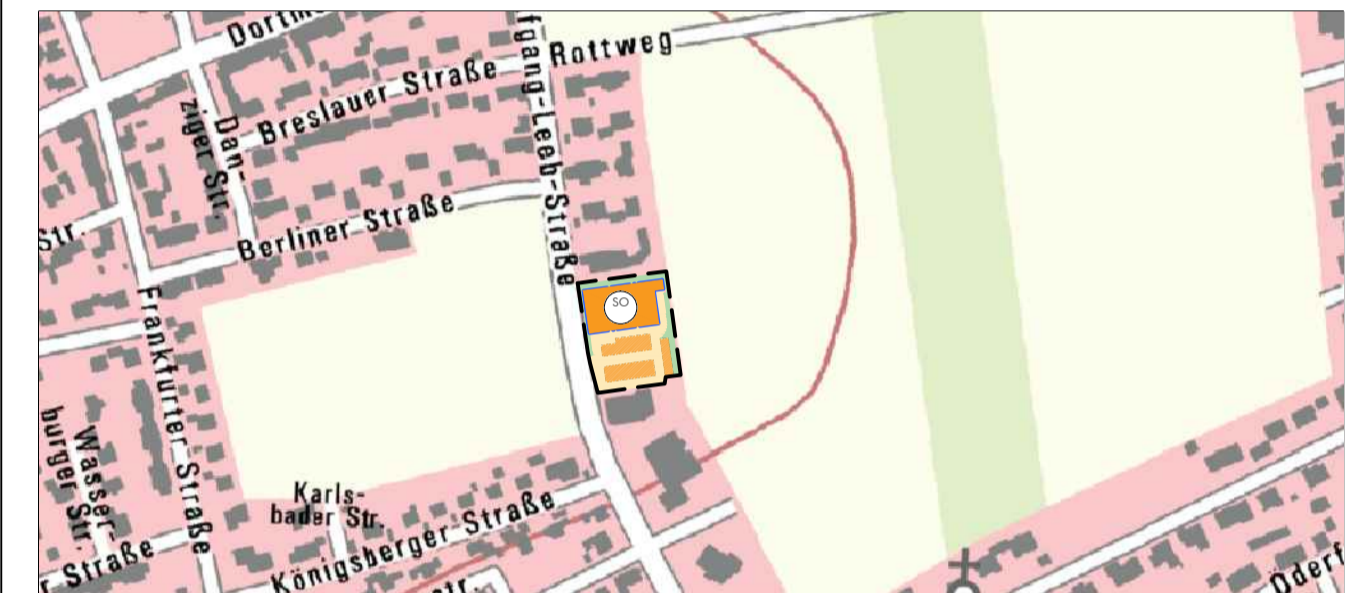 Dortm
fgang-Leeb-Straße
Rottweg
Breslauer Straße
Dan-
ziger Str.
Berliner Straße
Str.
SO
Frankfurter Straße
Wasser-
burger Str.
Karls-
bader Str.
Königsberger Straße
r Straße
str.
Oderf